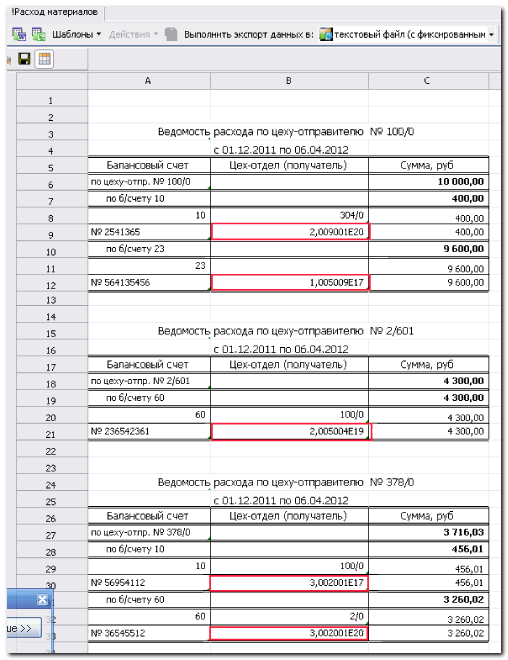 !Расход материалов
Шаблоны Действия Выполнить экспорт данных в: текстовый файл (с фиксированным
A B C
1
2
3 Ведомость расхода по цеху-отправителю № 100/0
4 с 01.12.2011 по 06.04.2012
5 Балансовый счет Цех-отдел (получатель) Сумма, руб
6 по цеху-отпр. № 100/0 10 000,00
7 по б/счету 10 400,00
8 10 304/0 400,00
9 № 2541365 2,009001E20 400,00
10 по б/счету 23 9 600,00
11 23 9 600,00
12 № 564135456 1,005009E17 9 600,00
13
14
15 Ведомость расхода по цеху-отправителю № 2/601
16 с 01.12.2011 по 06.04.2012
17 Балансовый счет Цех-отдел (получатель) Сумма, руб
18 по цеху-отпр. № 2/601 4 300,00
19 по б/счету 60 4 300,00
20 60 100/0 4 300,00
21 № 236542361 2,005004E19 4 300,00
22
23
24 Ведомость расхода по цеху-отправителю № 378/0
25 с 01.12.2011 по 06.04.2012
26 Балансовый счет Цех-отдел (получатель) Сумма, руб
27 по цеху-отпр. № 378/0 3 716,03
28 по б/счету 10 456,01
29 10 100/0 456,01
30 № 56954112 3,002001E17 456,01
по б/счету 60 3 260,02
60 2/0 3 260,02
ше >> № 36545512 3,002001E20 3 260,02